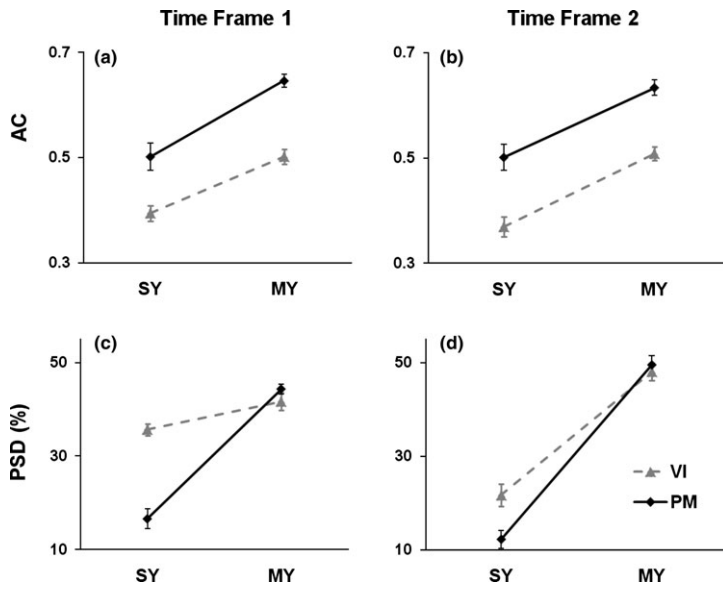 Time Frame 1 Time Frame 2
(a) (b)
0.7 0.7
AC
0.5 0.5
0.3 0.3
SY MY SY MY
(c) (d)
50 50
PSD (%)
30 30
VI
PM
10 10
SY MY SY MY